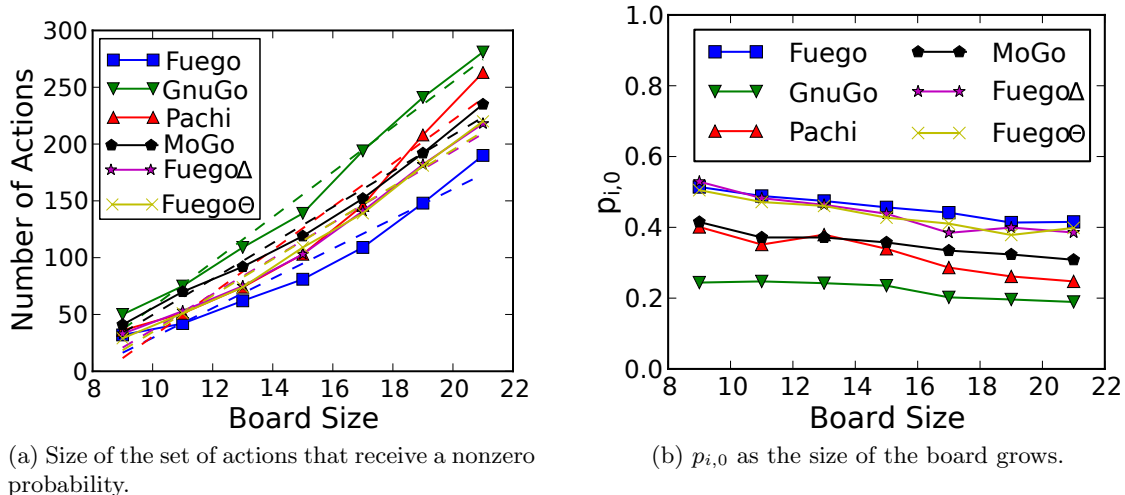 300
250
200
150
100
50
0
Number of Actions
Fuego
GnuGo
Pachi
MoGo
FuegoΔ
FuegoΘ
8 10 12 14 16 18 20 22
Board Size
(a) Size of the set of actions that receive a nonzero
probability.
1.0
0.8
0.6
0.4
0.2
0.0
p_{i,0}
Fuego MoGo
GnuGo FuegoΔ
Pachi FuegoΘ
8 10 12 14 16 18 20 22
Board Size
(b) p_{i,0} as the size of the board grows.